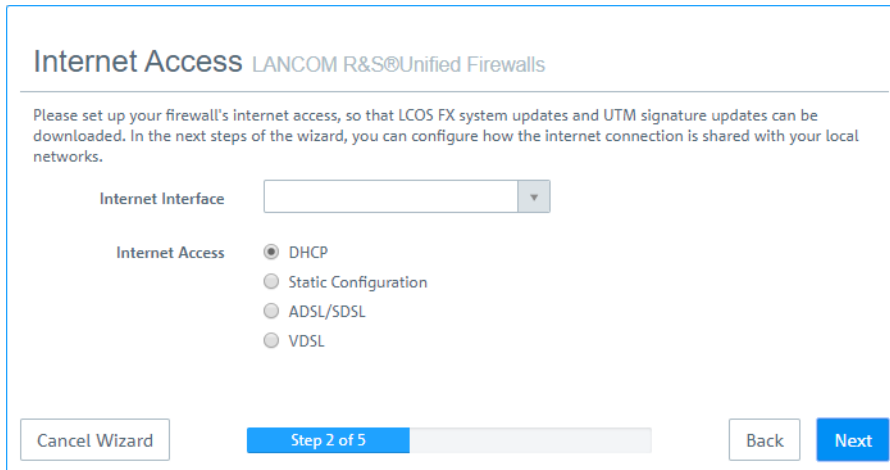 Internet Access LANCOM R&S®Unified Firewalls
Please set up your firewall's internet access, so that LCOS FX system updates and UTM signature updates can be
downloaded. In the next steps of the wizard, you can configure how the internet connection is shared with your local
networks.
Internet Interface
Internet Access
DHCP
Static Configuration
ADSL/SDSL
VDSL
Cancel Wizard
Step 2 of 5
Back
Next